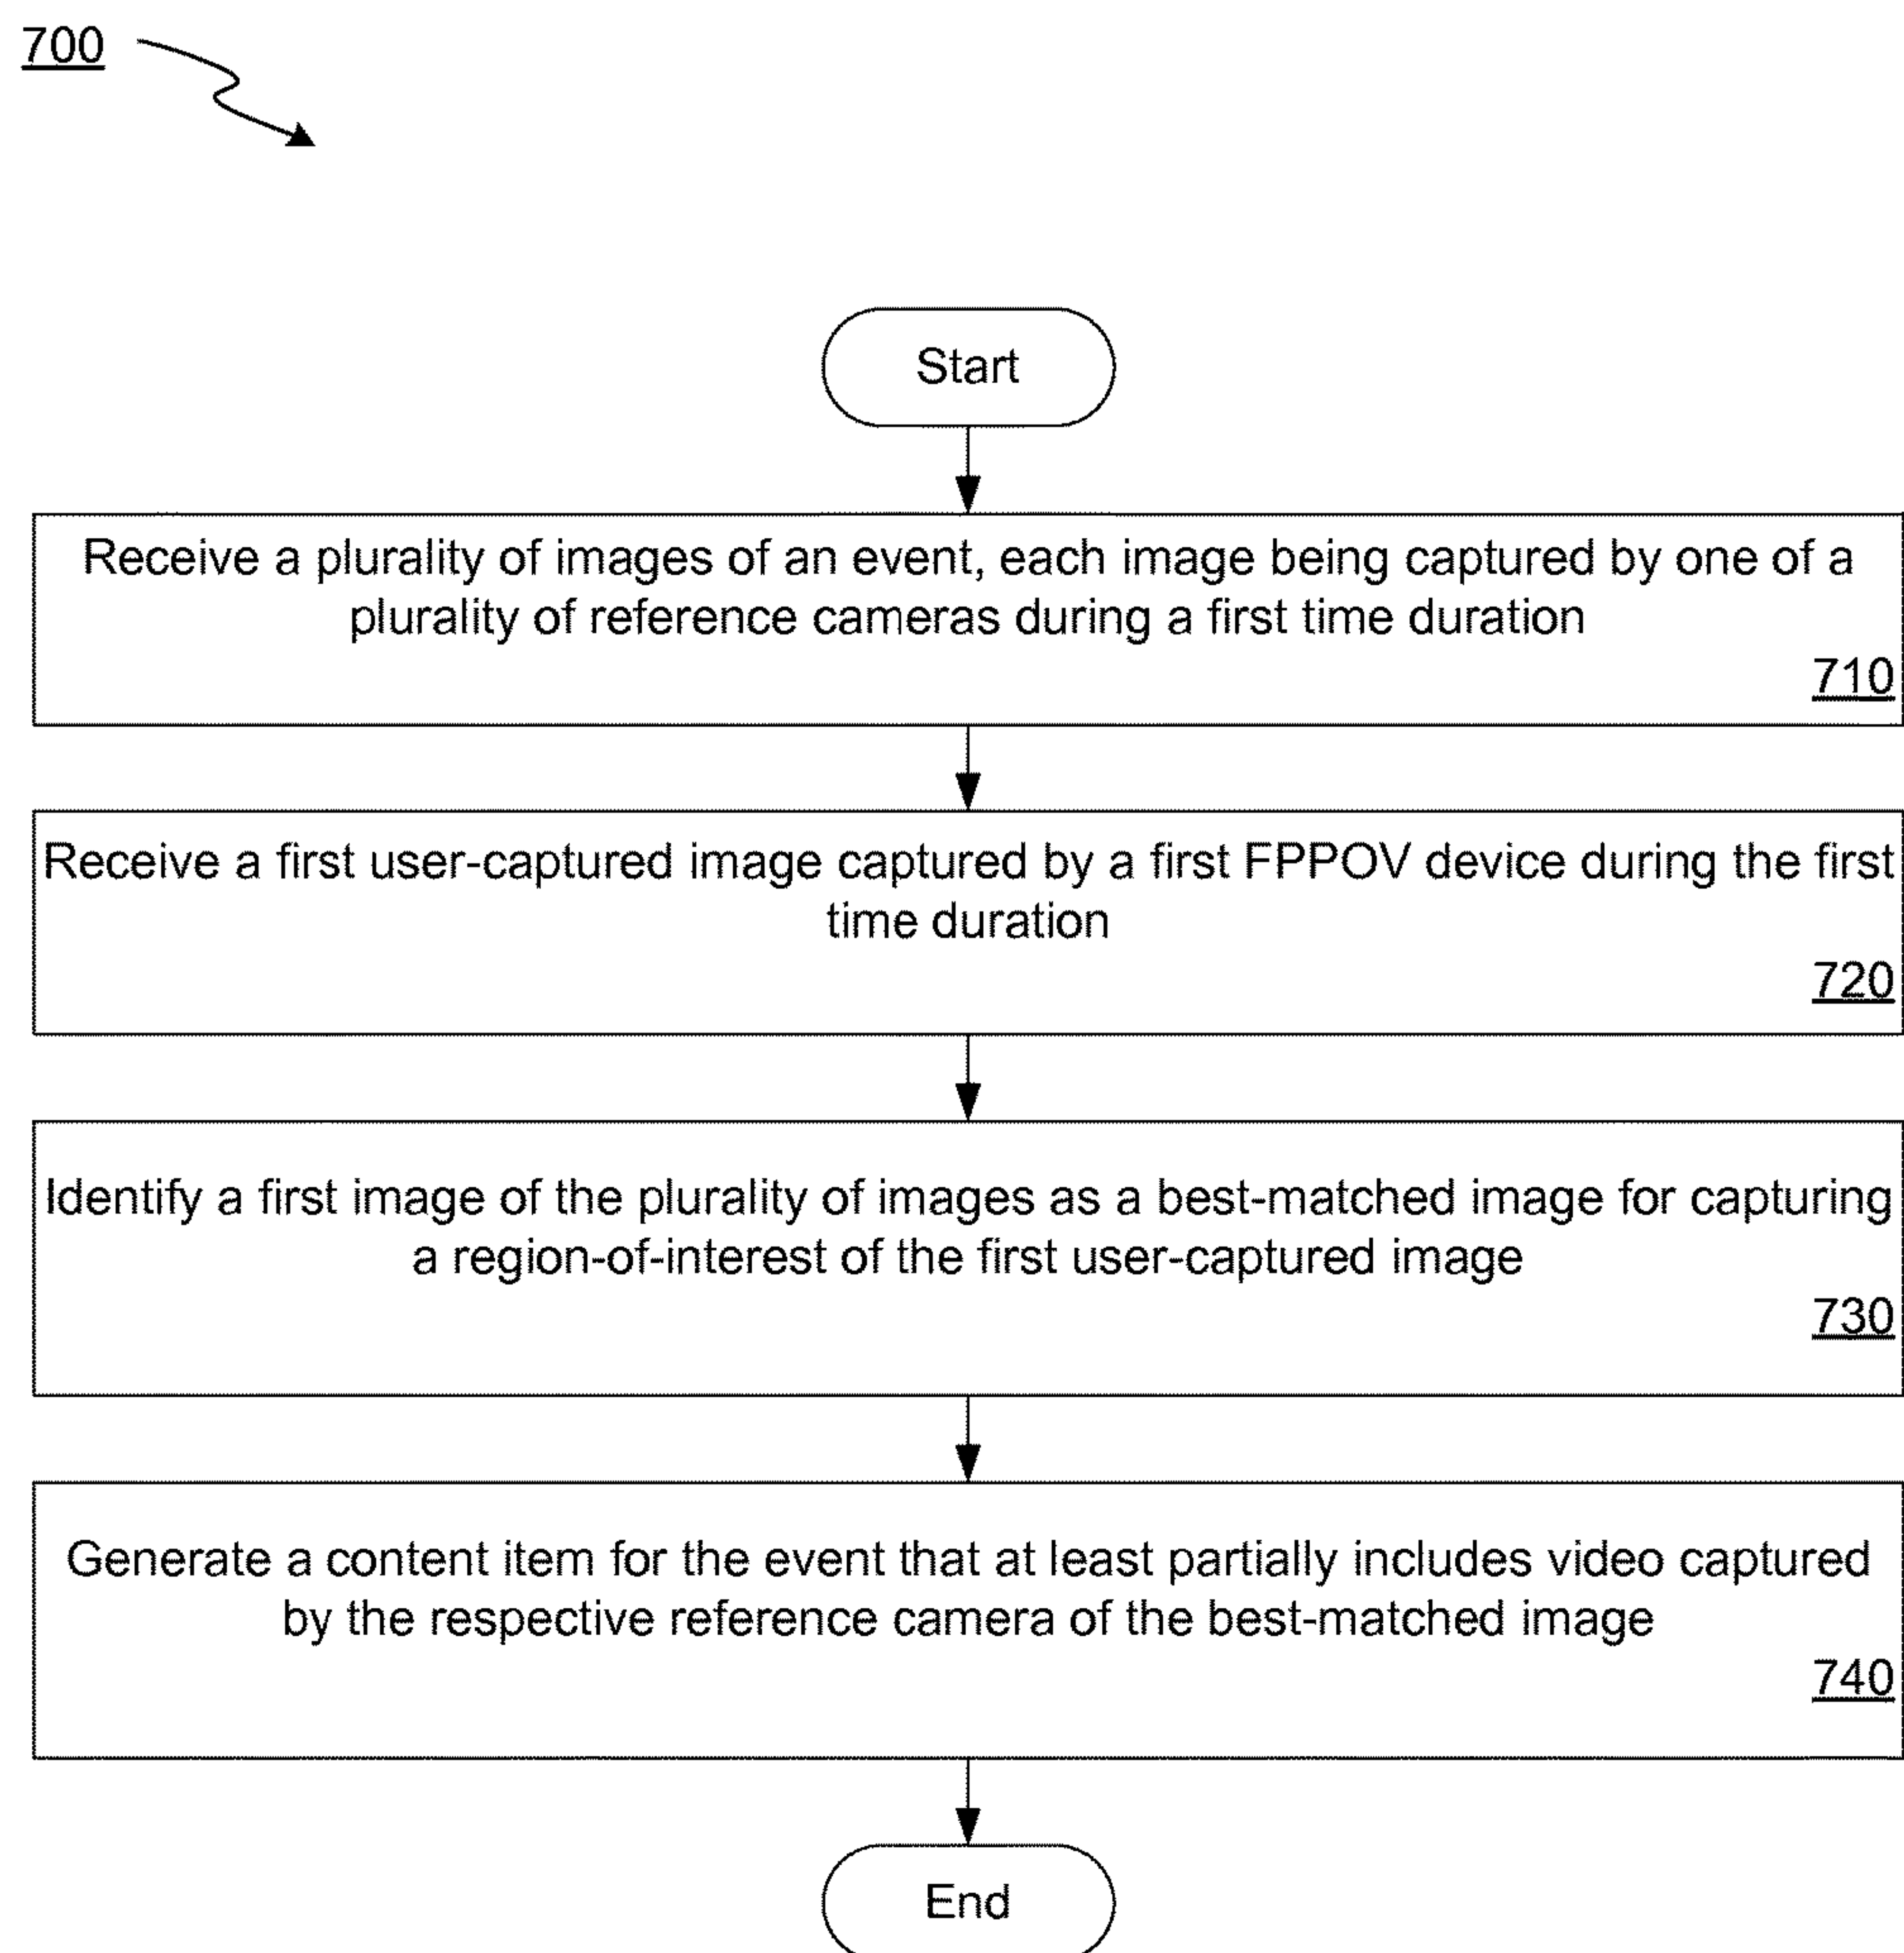 700
Start
Receive a plurality of images of an event, each image being captured by one of a
plurality of reference cameras during a first time duration
710
Receive a first user-captured image captured by a first FPPOV device during the first
time duration
720
Identify a first image of the plurality of images as a best-matched image for capturing
a region-of-interest of the first user-captured image
730
Generate a content item for the event that at least partially includes video captured
by the respective reference camera of the best-matched image
740
End